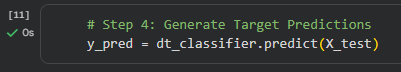 [11]
0s
# Step 4: Generate Target Predictions
y_pred = dt_classifier.predict(X_test)